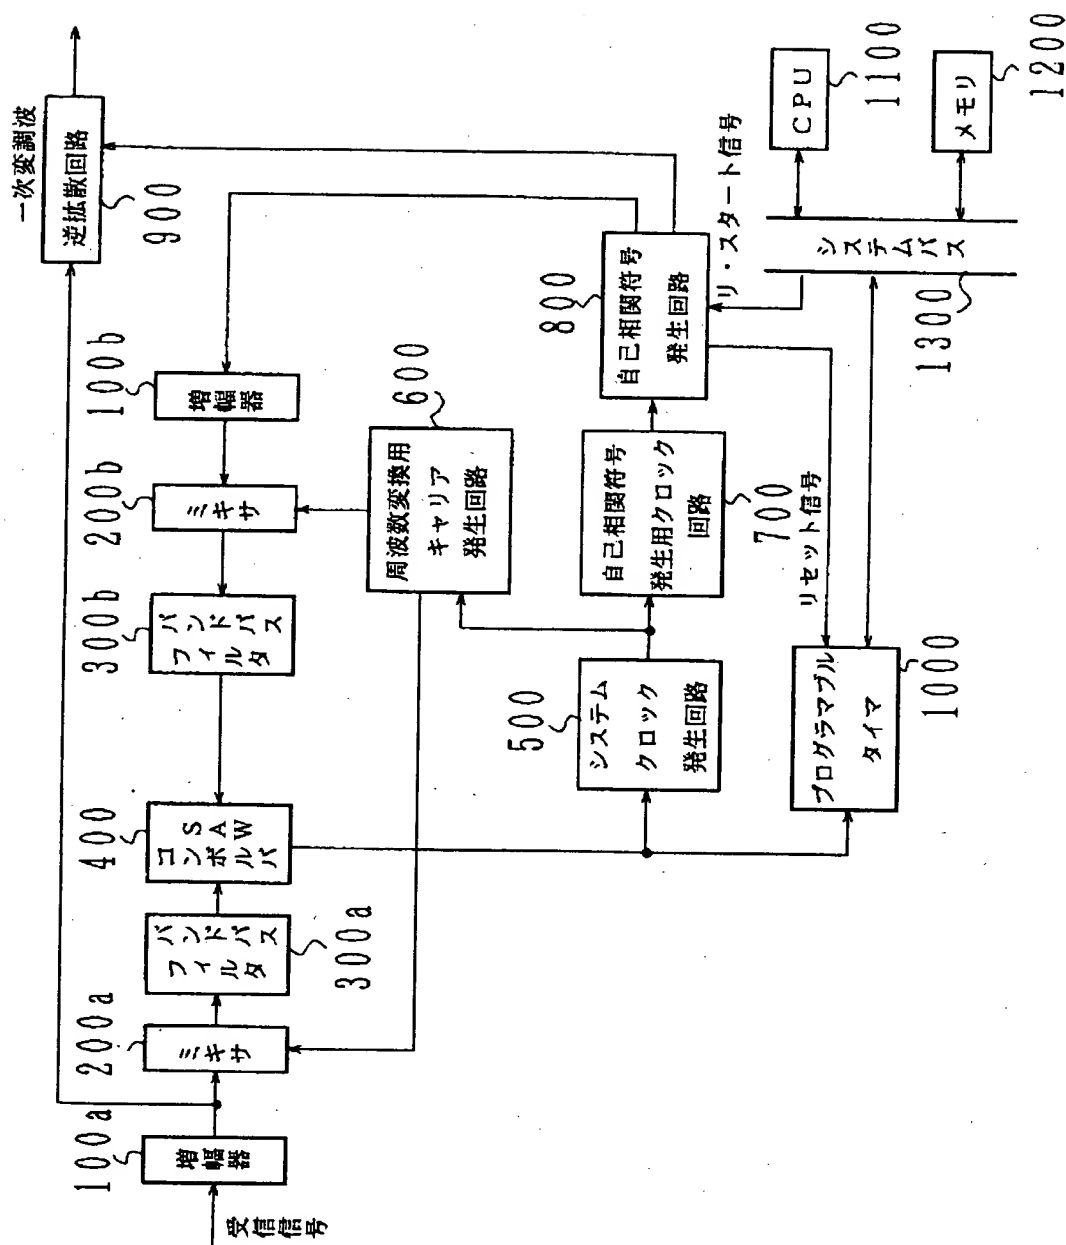 受信信号
増幅器
100a
ミキサ
200a
バンドパス
フィルタ
300a
SAW
コンボルバ
400
バンドパス
フィルタ
300b
ミキサ
200b
増幅器
100b
一次変調波
逆拡散回路
900
周波数変換用
キャリア
発生回路
600
システム
クロック
発生回路
500
自己相関符号
発生用クロック
回路
700
自己相関符号
発生回路
800
リ・スタート信号
リセット信号
プログラマブル
タイマ
1000
システム
バス
1300
CPU
1100
メモリ
1200